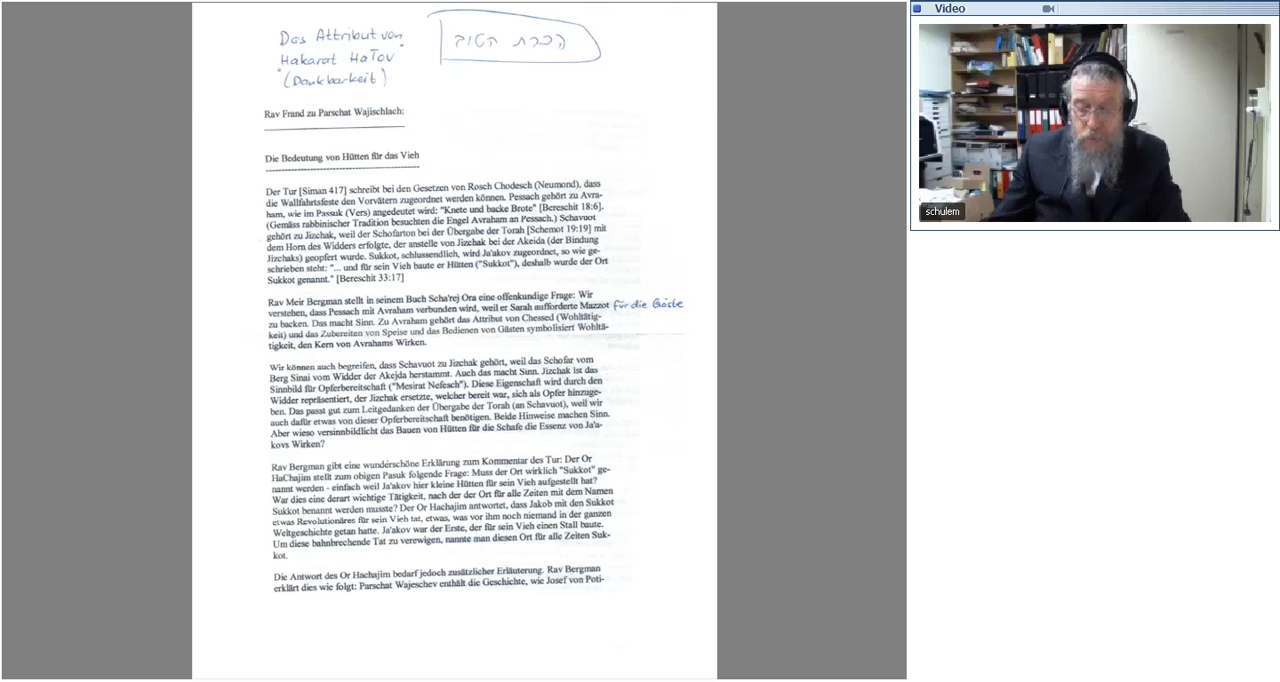 Das Attribut von
"Hakarat HaTov"
(Dankbarkeit)
הכרת הטוב
Rav Frand zu Parschat Wajischlach:
Die Bedeutung von Hütten für das Vieh
Der Tur [Siman 417] schreibt bei den Gesetzen von Rosch Chodesch (Neumond), dass
die Wallfahrtsfeste den Vorvätern zugeordnet werden können. Pessach gehört zu Avra-
ham, wie im Passuk (Vers) angedeutet wird: "Knete und backe Brote" [Bereschit 18:6].
(Gemäss rabbinischer Tradition besuchten die Engel Avraham an Pessach.) Schavuot
gehört zu Jizchak, weil der Schofarton bei der Übergabe der Torah [Schemot 19:19] mit
dem Horn des Widders erfolgte, der anstelle von Jizchak bei der Akeida (der Bindung
Jizchaks) geopfert wurde. Sukkot, schlussendlich, wird Ja'akov zugeordnet, so wie ge-
schrieben steht: "... und für sein Vieh baute er Hütten ("Sukkot"), deshalb wurde der Ort
Sukkot genannt." [Bereschit 33:17]
Rav Meir Bergman stellt in seinem Buch Scha'rej Ora eine offenkundige Frage: Wir
verstehen, dass Pessach mit Avraham verbunden wird, weil er Sarah aufforderte Mazzot für die Gäste
zu backen. Das macht Sinn. Zu Avraham gehört das Attribut von Chessed (Wohltätig-
keit) und das Zubereiten von Speise und das Bedienen von Gästen symbolisiert Wohltä-
tigkeit, den Kern von Avrahams Wirken.
Wir können auch begreifen, dass Schavuot zu Jizchak gehört, weil das Schofar vom
Berg Sinai vom Widder der Akejda herstammt. Auch das macht Sinn. Jizchak ist das
Sinnbild für Opferbereitschaft ("Mesirat Nefesch"). Diese Eigenschaft wird durch den
Widder repräsentiert, der Jizchak ersetzte, welcher bereit war, sich als Opfer hinzuge-
ben. Das passt gut zum Leitgedanken der Übergabe der Torah (an Schavuot), weil wir
auch dafür etwas von dieser Opferbereitschaft benötigen. Beide Hinweise machen Sinn.
Aber wieso versinnbildlicht das Bauen von Hütten für die Schafe die Essenz von Ja'a-
kovs Wirken?
Rav Bergman gibt eine wunderschöne Erklärung zum Kommentar des Tur: Der Or
HaChajim stellt zum obigen Pasuk folgende Frage: Muss der Ort wirklich "Sukkot" ge-
nannt werden - einfach weil Ja'akov hier kleine Hütten für sein Vieh aufgestellt hat?
War dies eine derart wichtige Tätigkeit, nach der der Ort für alle Zeiten mit dem Namen
Sukkot benannt werden musste? Der Or Hachajim antwortet, dass Jakob mit den Sukkot
etwas Revolutionäres für sein Vieh tat, etwas, was vor ihm noch niemand in der ganzen
Weltgeschichte getan hatte. Ja'akov war der Erste, der für sein Vieh einen Stall baute.
Um diese bahnbrechende Tat zu verewigen, nannte man diesen Ort für alle Zeiten Suk-
kot.
Die Antwort des Or Hachajim bedarf jedoch zusätzlicher Erläuterung. Rav Bergman
erklärt dies wie folgt: Parschat Wajeschev enthält die Geschichte, wie Josef von Poti-
Video
schulem